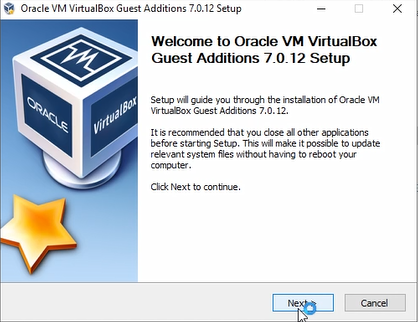 Oracle VM VirtualBox Guest Additions 7.0.12 Setup
Welcome to Oracle VM VirtualBox
Guest Additions 7.0.12 Setup
Setup will guide you through the installation of Oracle VM
VirtualBox Guest Additions 7.0.12.
It is recommended that you close all other applications
before starting Setup. This will make it possible to update
relevant system files without having to reboot your
computer.
Click Next to continue.
ORACLE
VirtualBox
Next >
Cancel